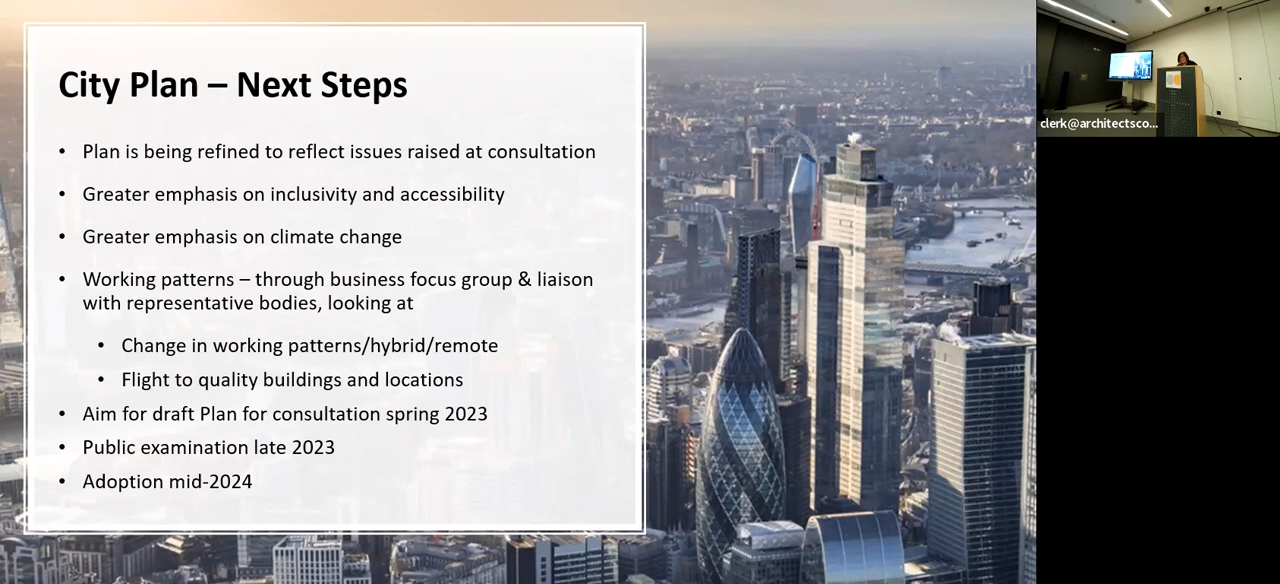 City Plan – Next Steps
• Plan is being refined to reflect issues raised at consultation
• Greater emphasis on inclusivity and accessibility
• Greater emphasis on climate change
• Working patterns – through business focus group & liaison
with representative bodies, looking at
• Change in working patterns/hybrid/remote
• Flight to quality buildings and locations
• Aim for draft Plan for consultation spring 2023
• Public examination late 2023
• Adoption mid-2024
clerk@architectsco...